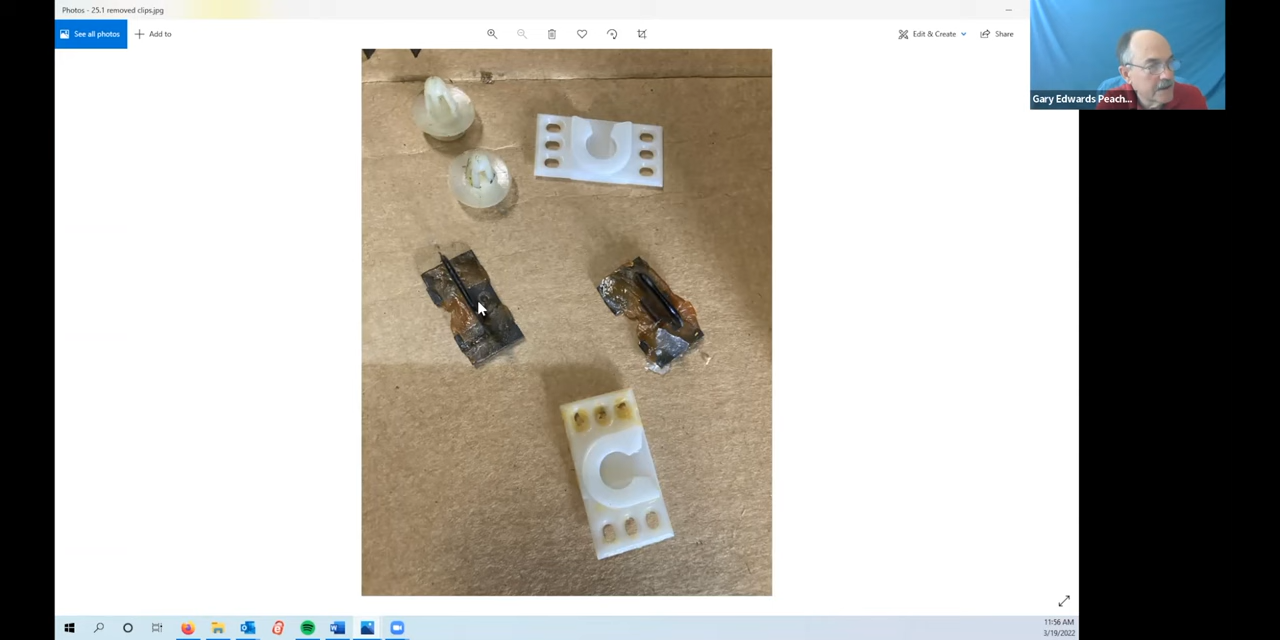 Photos - 25.1 removed clips.jpg
See all photos
Add to
Edit & Create
Share
Gary Edwards Peach...
11:56 AM
3/19/2022